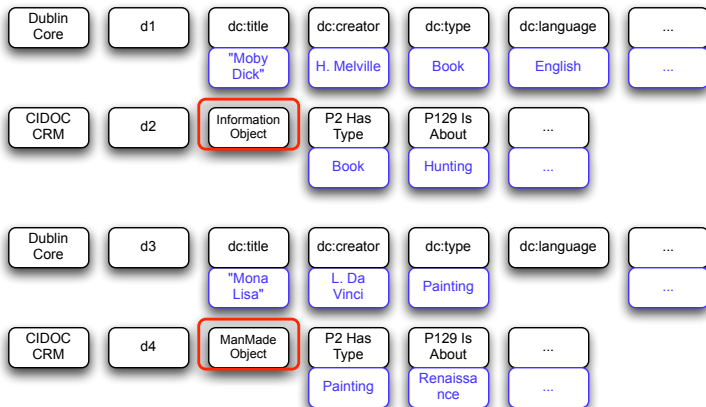 Dublin Core d1 dc:title dc:creator dc:type dc:language ...
"Moby Dick" H. Melville Book English ...
CIDOC CRM d2 Information Object P2 Has Type P129 Is About ...
Book Hunting ...
Dublin Core d3 dc:title dc:creator dc:type dc:language ...
"Mona Lisa" L. Da Vinci Painting ...
CIDOC CRM d4 ManMade Object P2 Has Type P129 Is About ...
Painting Renaissance ...